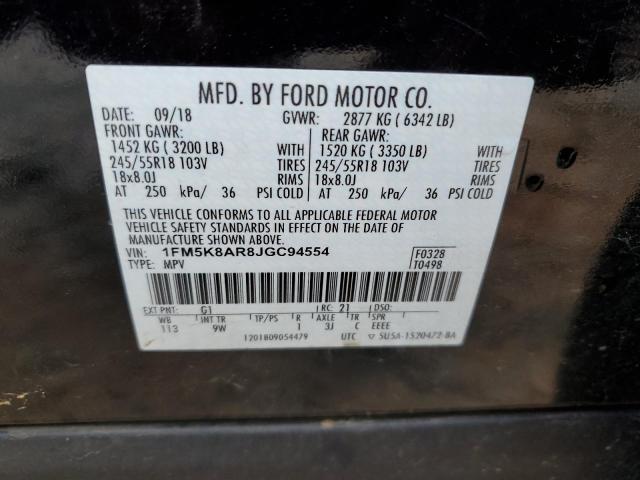 MFD. BY FORD MOTOR CO.
DATE: 09/18 GVWR: 2877 KG ( 6342 LB)
FRONT GAWR: REAR GAWR:
1452 KG ( 3200 LB) WITH 1520 KG ( 3350 LB) WITH
245/55R18 103V TIRES 245/55R18 103V TIRES
18x8.0J RIMS 18x8.0J RIMS
AT 250 kPa/ 36 PSI COLD AT 250 kPa/ 36 PSI COLD
THIS VEHICLE CONFORMS TO ALL APPLICABLE FEDERAL MOTOR
VEHICLE SAFETY STANDARDS IN EFFECT ON THE DATE OF
MANUFACTURE SHOWN ABOVE.
VIN: 1FM5K8AR8JGC94554 F0328
TYPE: MPV T0498
EXT PNT: G1 RC: 21 DSO:
WB INT TR TP/PS R AXLE TR SPR
113 9W 1 3J C EEEE
1201809054479 UTC ▽ 5U5A-1520472-BA